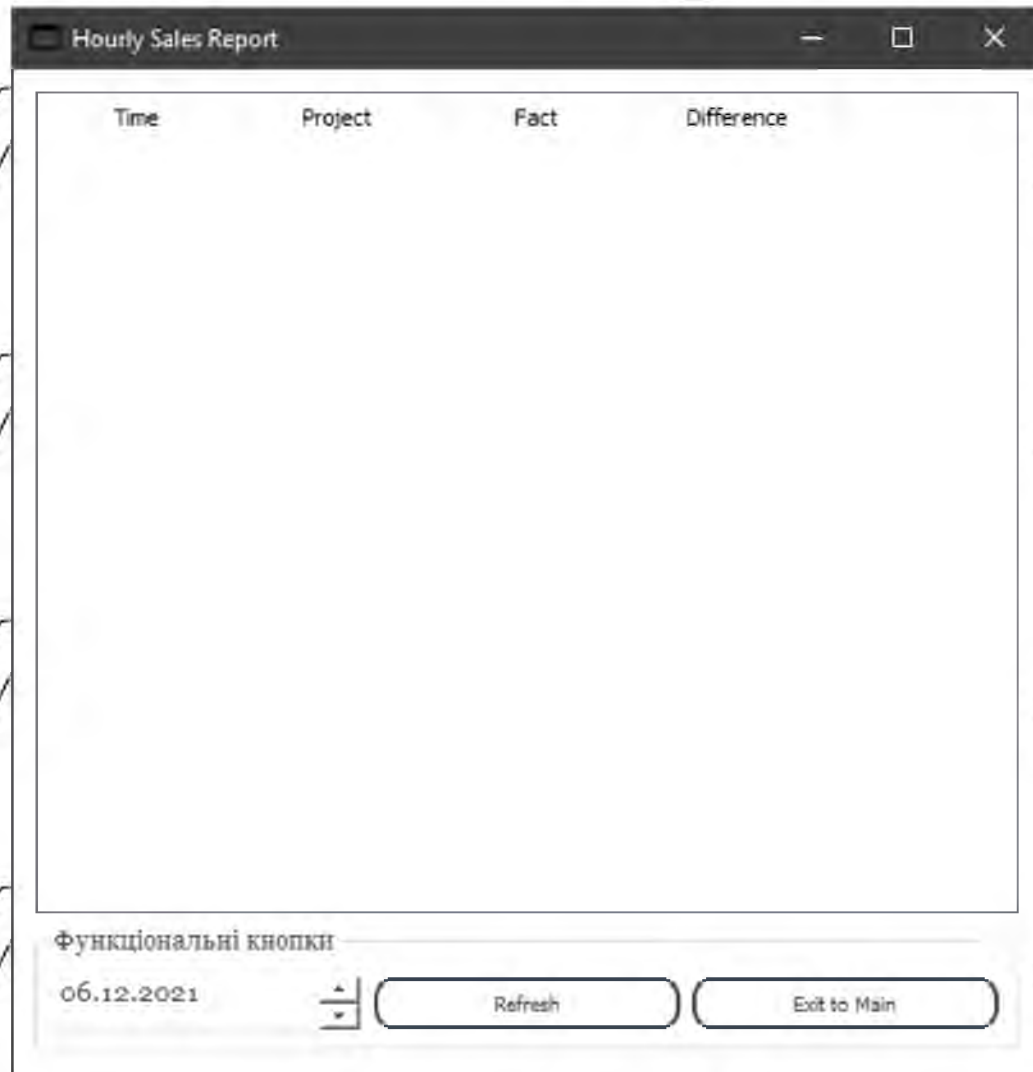 Hourly Sales Report
Time Project Fact Difference
Функціональні кнопки
06.12.2021 Refresh Exit to Main